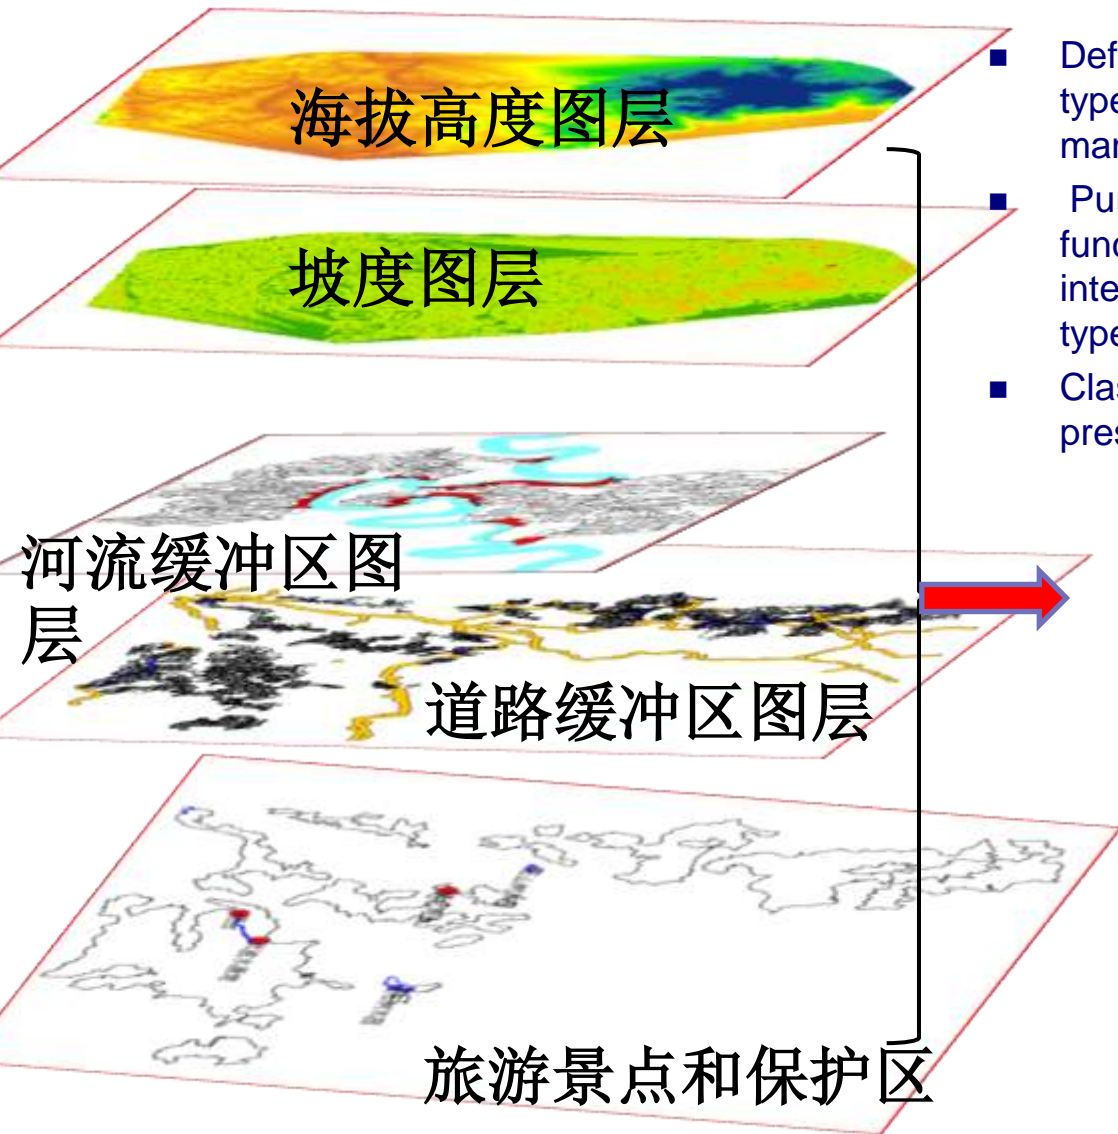 海拔高度图层
坡度图层
河流缓冲区图
层
道路缓冲区图层
旅游景点和保护区
Def
type
mar
Pu
func
inte
type
Clas
pres